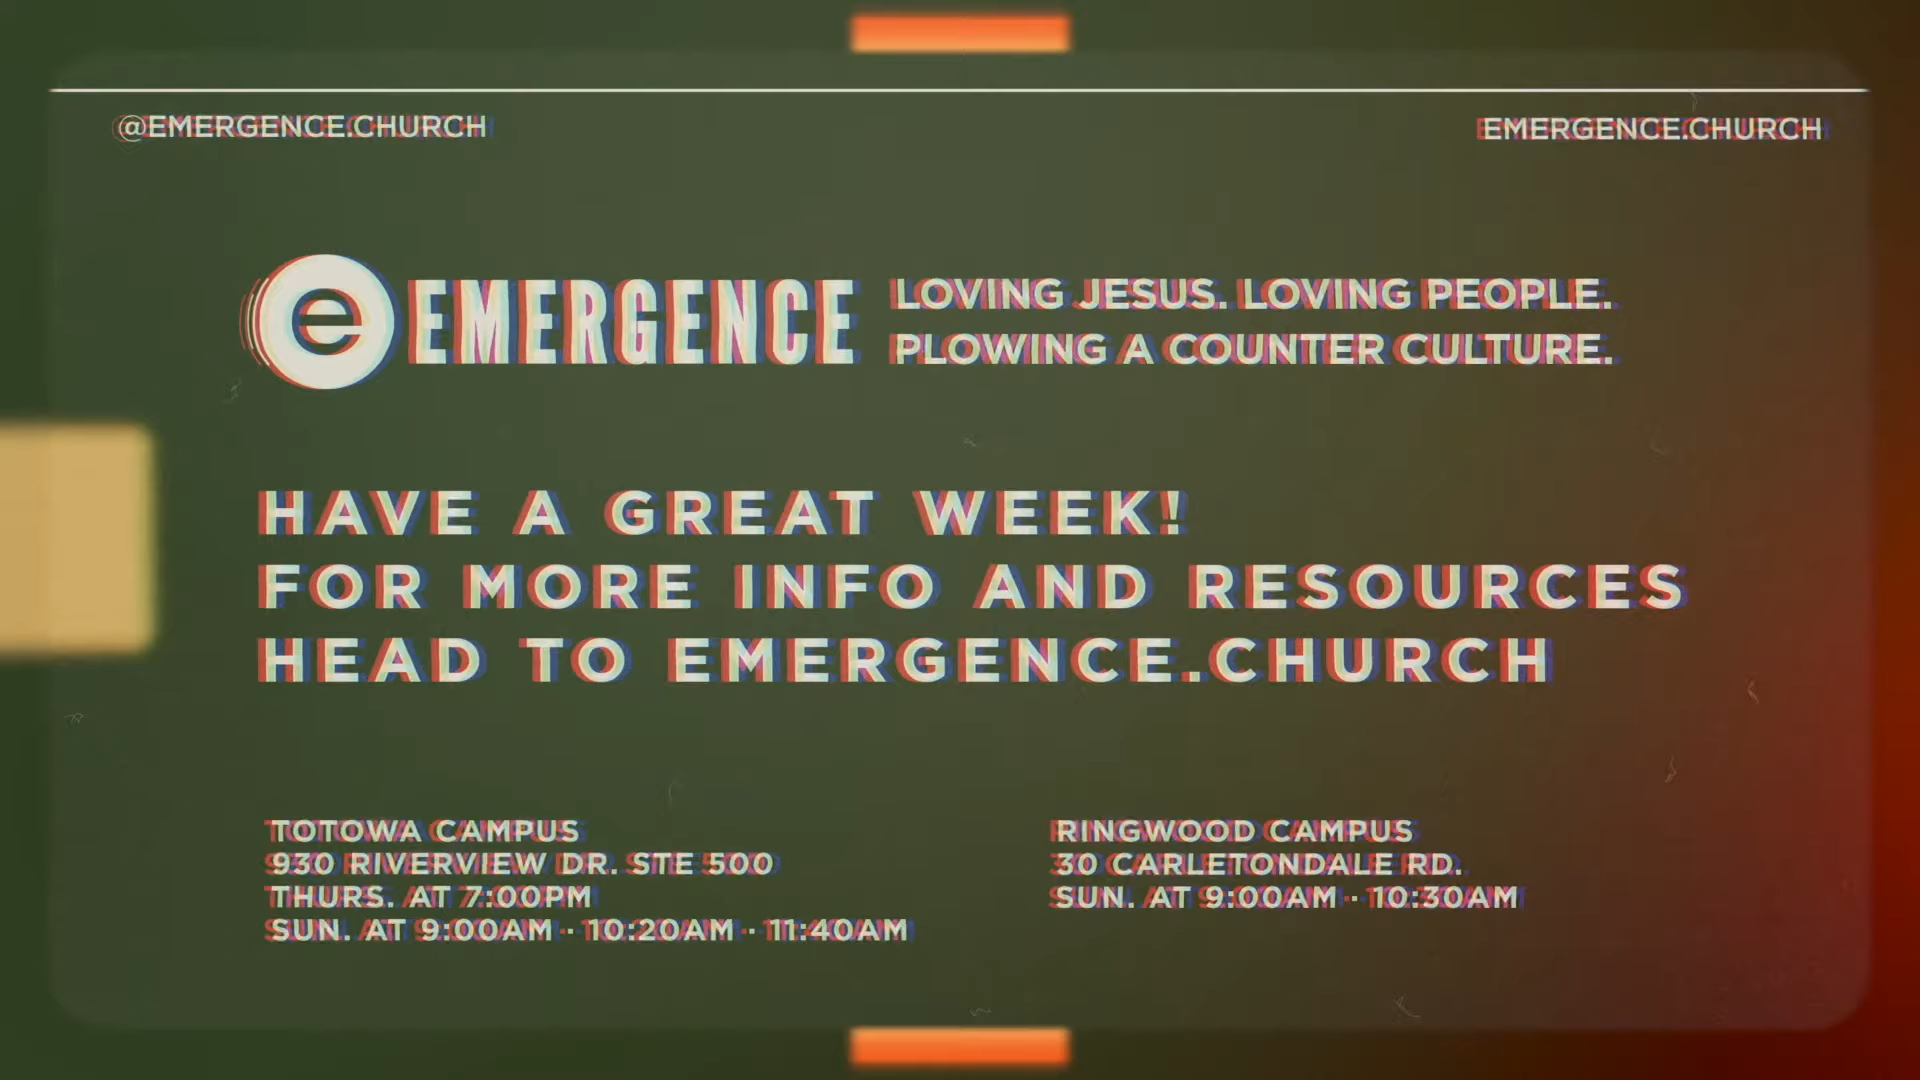 @EMERGENCE.CHURCH
EMERGENCE.CHURCH
e EMERGENCE
LOVING JESUS. LOVING PEOPLE.
PLOWING A COUNTER CULTURE.
HAVE A GREAT WEEK!
FOR MORE INFO AND RESOURCES
HEAD TO EMERGENCE.CHURCH
TOTOWA CAMPUS
930 RIVERVIEW DR. STE 500
THURS. AT 7:00PM
SUN. AT 9:00AM ·· 10:20AM ·· 11:40AM
RINGWOOD CAMPUS
30 CARLETONDALE RD.
SUN. AT 9:00AM ·· 10:30AM